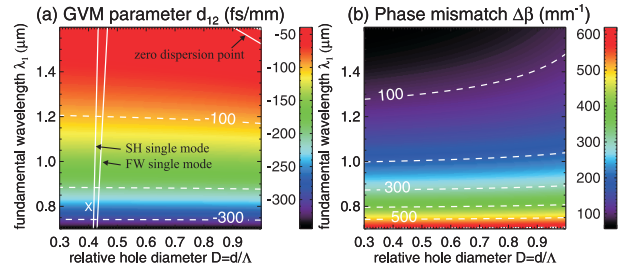 (a) GVM parameter d12 (fs/mm)
fundamental wavelength λ1 (μm)
1.4
1.2
1.0
0.8
0.3 0.4 0.5 0.6 0.7 0.8 0.9
relative hole diameter D=d/Λ
zero dispersion point
-100
SH single mode
FW single mode
x
-300
-50
-100
-150
-200
-250
-300
(b) Phase mismatch Δβ (mm-1)
fundamental wavelength λ1 (μm)
1.4
1.2
1.0
0.8
0.3 0.4 0.5 0.6 0.7 0.8 0.9
relative hole diameter D=d/Λ
100
300
500
600
500
400
300
200
100